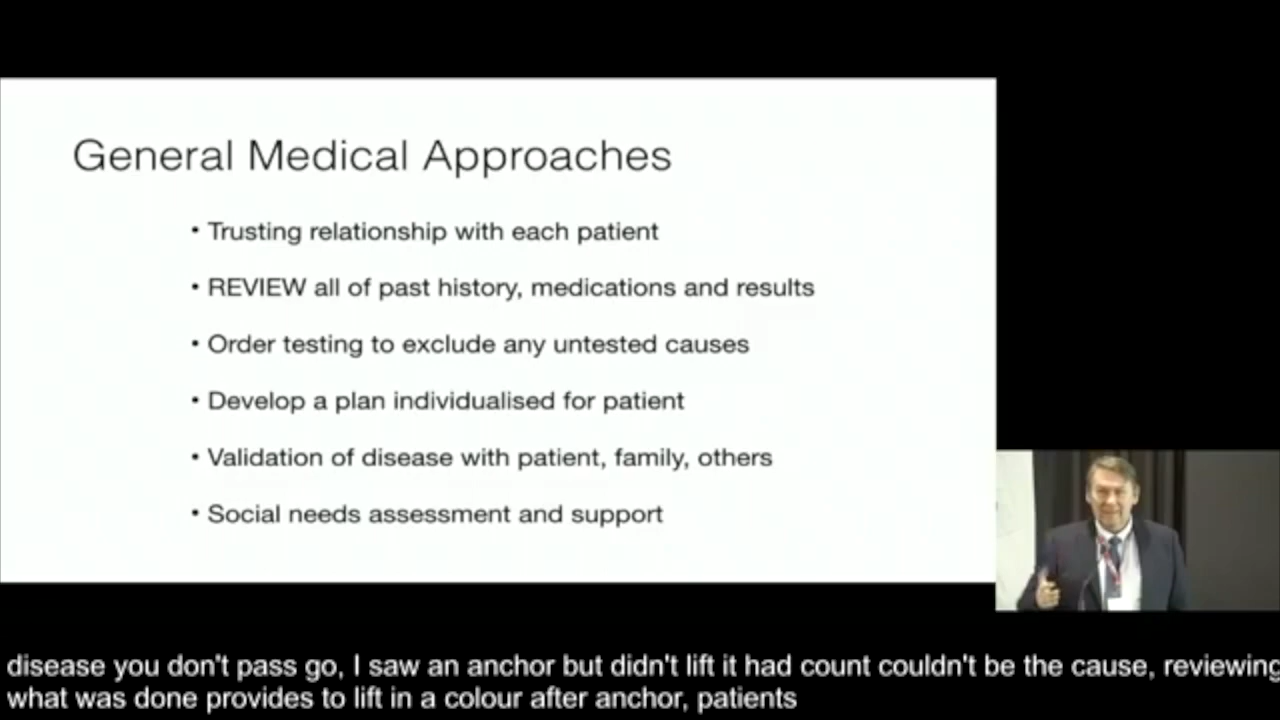 General Medical Approaches
• Trusting relationship with each patient
• REVIEW all of past history, medications and results
• Order testing to exclude any untested causes
• Develop a plan individualised for patient
• Validation of disease with patient, family, others
• Social needs assessment and support
disease you don't pass go, I saw an anchor but didn't lift it had count couldn't be the cause, reviewing
what was done provides to lift in a colour after anchor, patients